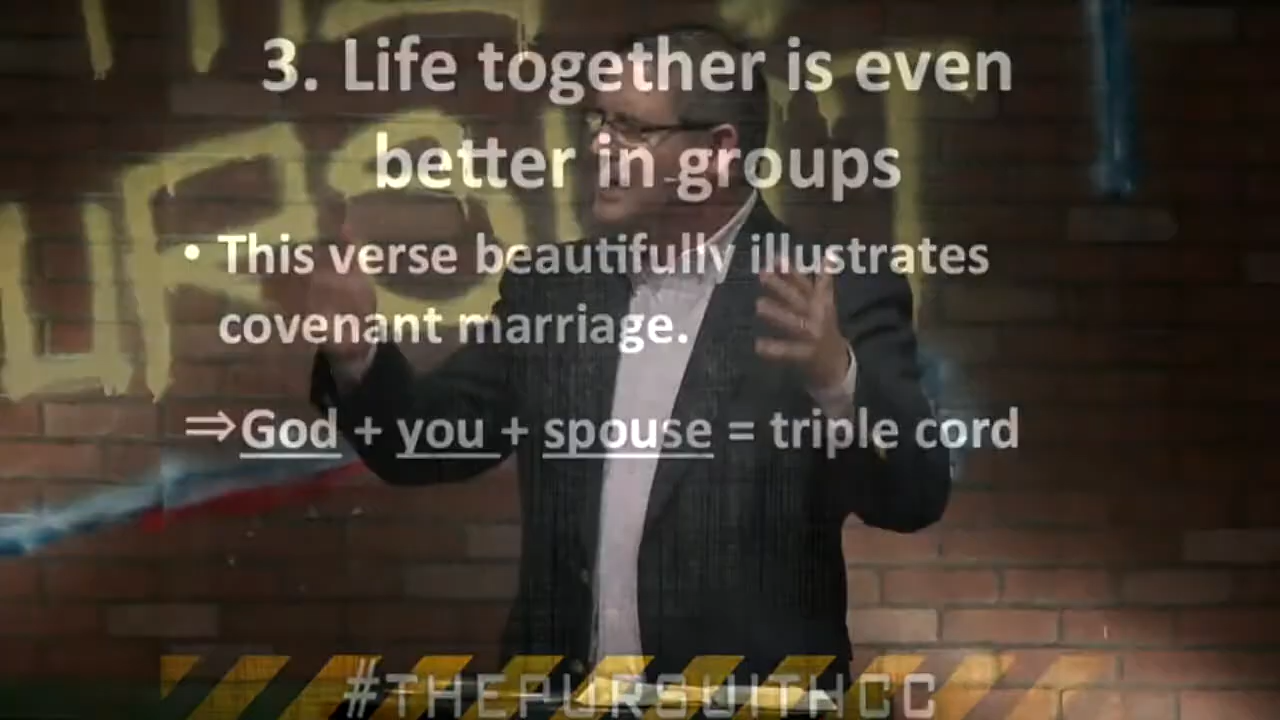 3. Life together is even
better in groups
• This verse beautifully illustrates
covenant marriage.
⇒God + you + spouse = triple cord
#THEPURSUITHCC